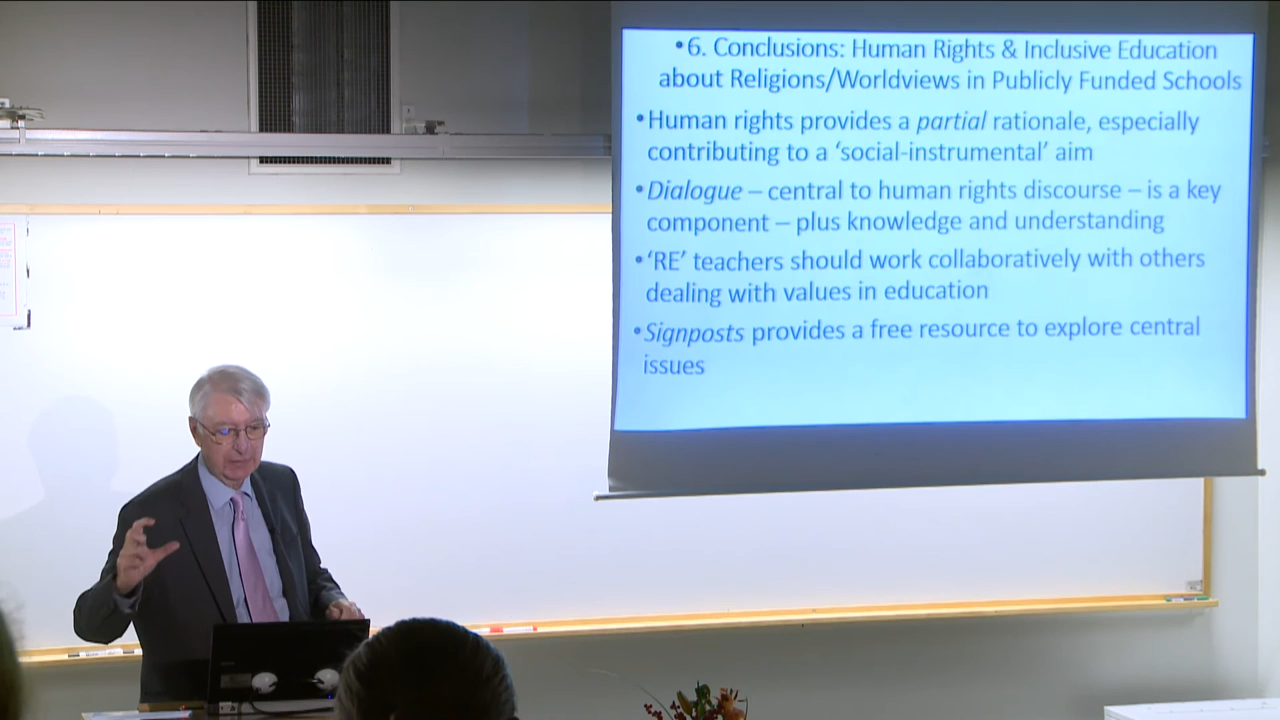 •6. Conclusions: Human Rights & Inclusive Education
about Religions/Worldviews in Publicly Funded Schools
•Human rights provides a partial rationale, especially
contributing to a ‘social-instrumental’ aim
•Dialogue – central to human rights discourse – is a key
component – plus knowledge and understanding
•‘RE’ teachers should work collaboratively with others
dealing with values in education
•Signposts provides a free resource to explore central
issues